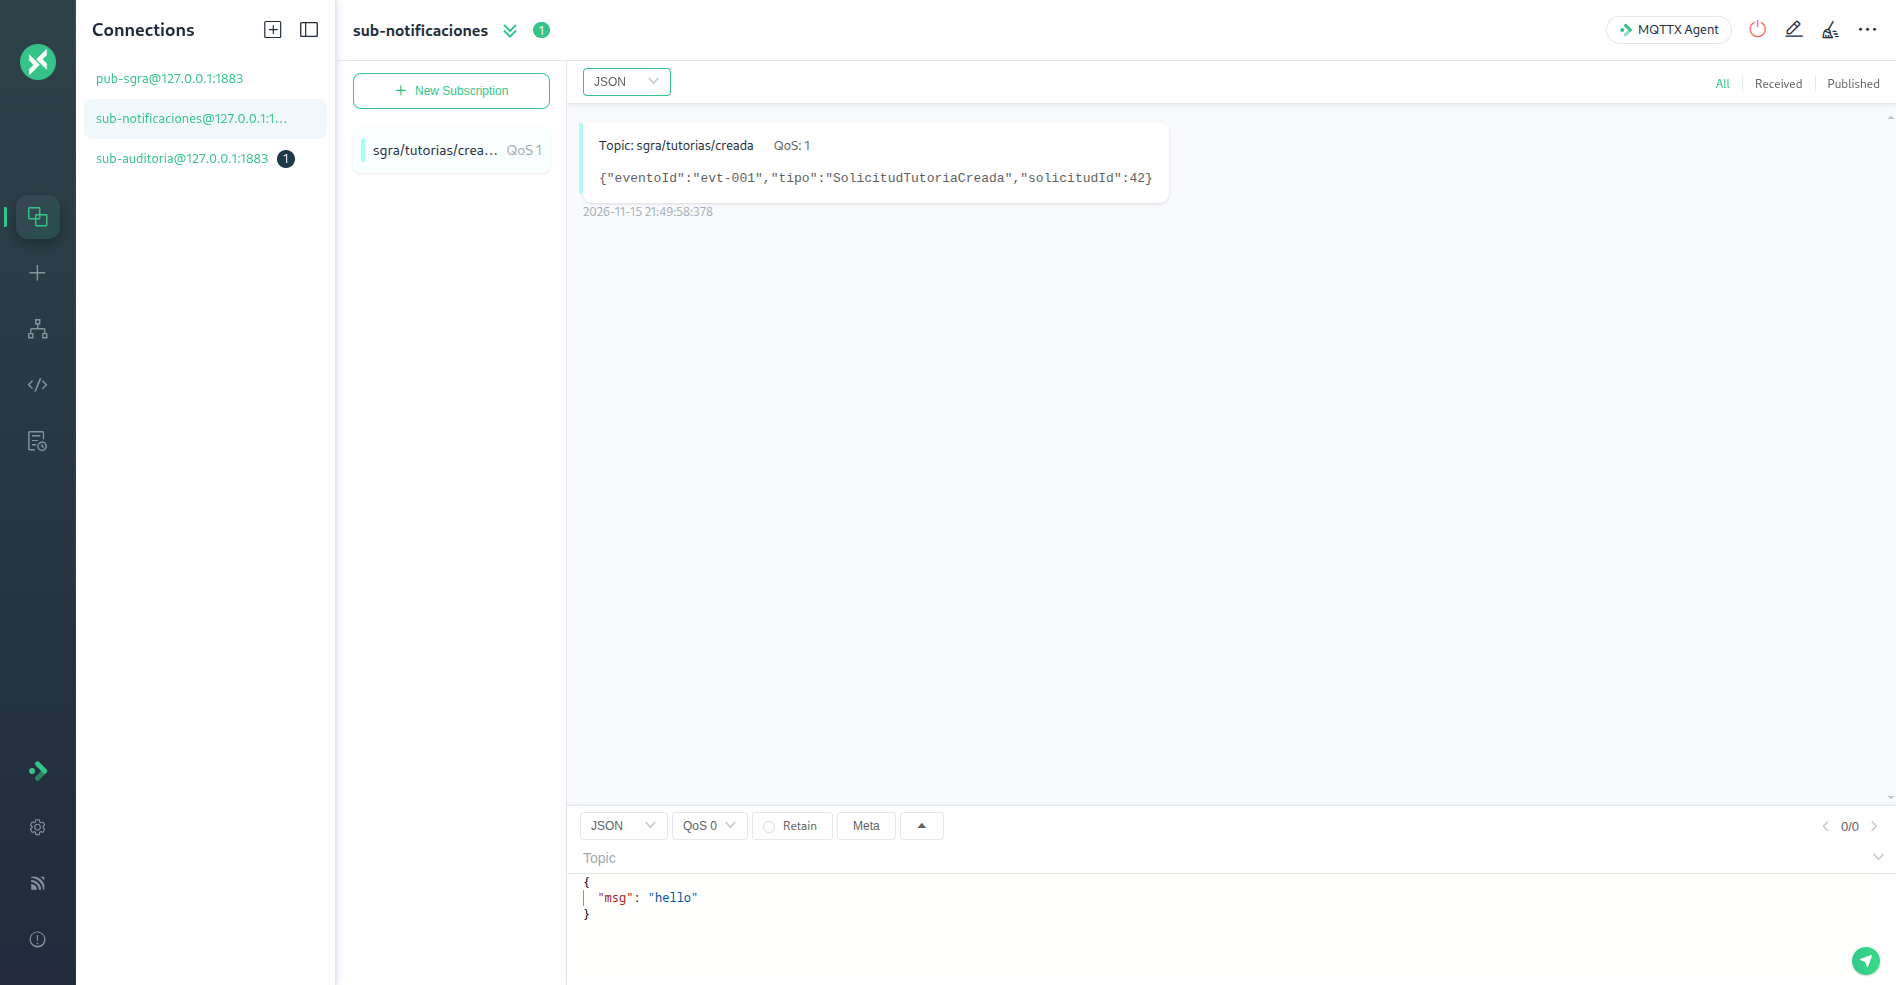 Connections
pub-sgra@127.0.0.1:1883
sub-notificaciones@127.0.0.1:1...
sub-auditoria@127.0.0.1:1883 1
sub-notificaciones 1
MQTTX Agent
New Subscription
sgra/tutorias/crea... QoS 1
JSON
All Received Published
Topic: sgra/tutorias/creada QoS: 1
{"eventoId":"evt-001","tipo":"SolicitudTutoriaCreada","solicitudId":42}
2026-11-15 21:49:58:378
JSON QoS 0 Retain Meta 0/0
Topic
{
"msg": "hello"
}